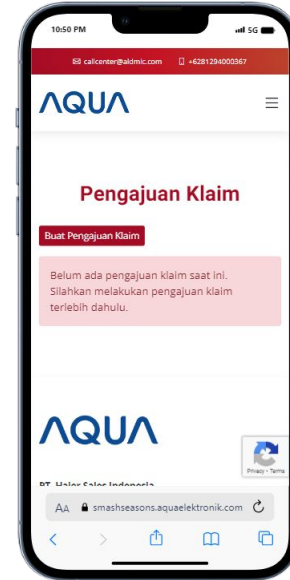 10:50 PM
5G
callcenter@aldmic.com +6281294000367
AQUA
Pengajuan Klaim
Buat Pengajuan Klaim
Belum ada pengajuan klaim saat ini.
Silahkan melakukan pengajuan klaim
terlebih dahulu.
AQUA
Privacy - Terms
PT. Haier Sales Indonesia
AA smashseasons.aquaelektronik.com